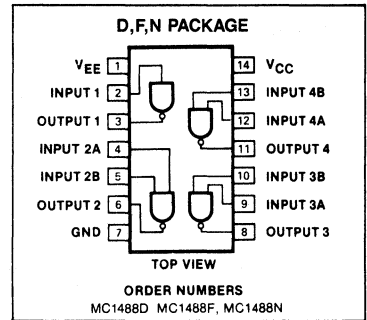 D,F,N PACKAGE
VEE 1 14 VCC
INPUT 1 2 13 INPUT 4B
OUTPUT 1 3 12 INPUT 4A
INPUT 2A 4 11 OUTPUT 4
INPUT 2B 5 10 INPUT 3B
OUTPUT 2 6 9 INPUT 3A
GND 7 8 OUTPUT 3
TOP VIEW
ORDER NUMBERS
MC1488D MC1488F, MC1488N